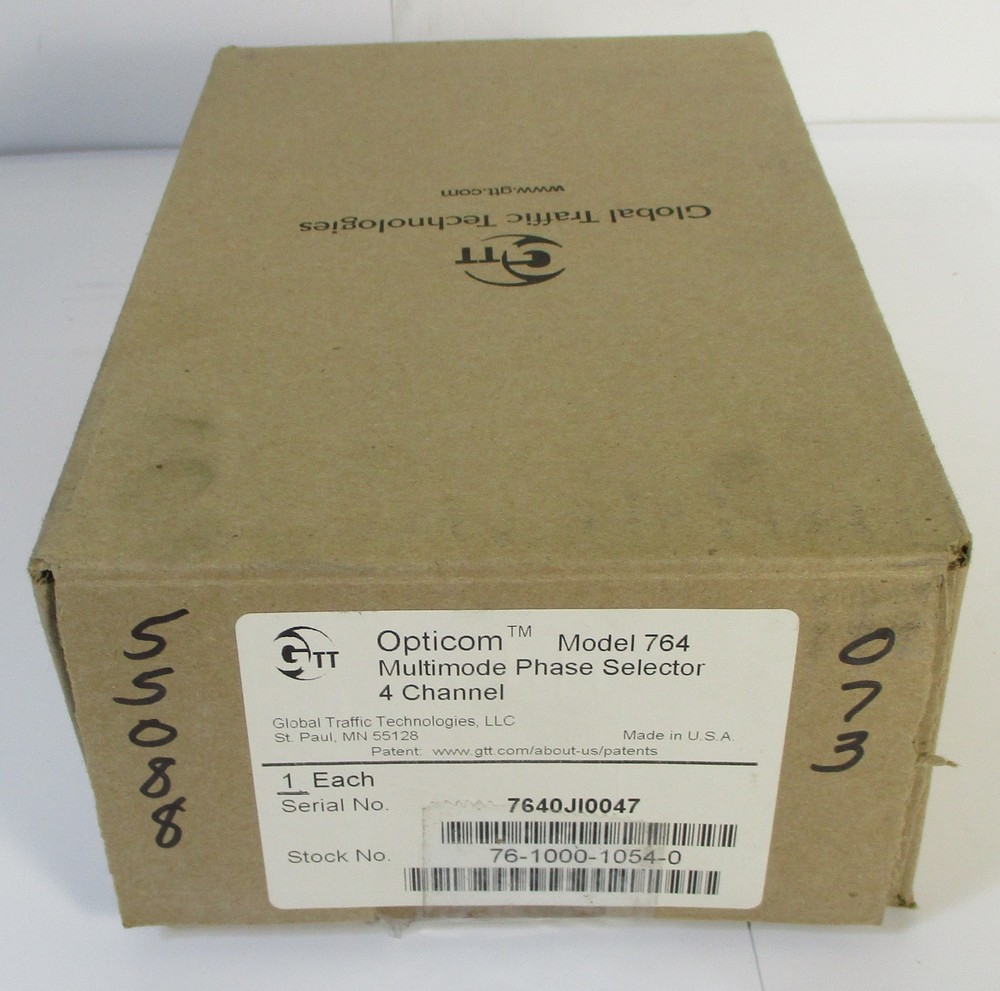 www.gtt.com
Global Traffic Technologies
GTT
55088
GTT
Opticom™ Model 764
Multimode Phase Selector
4 Channel
Global Traffic Technologies, LLC
St. Paul, MN 55128 Made in U.S.A.
Patent: www.gtt.com/about-us/patents
1 Each
Serial No. 7640JI0047
Stock No. 76-1000-1054-0
073